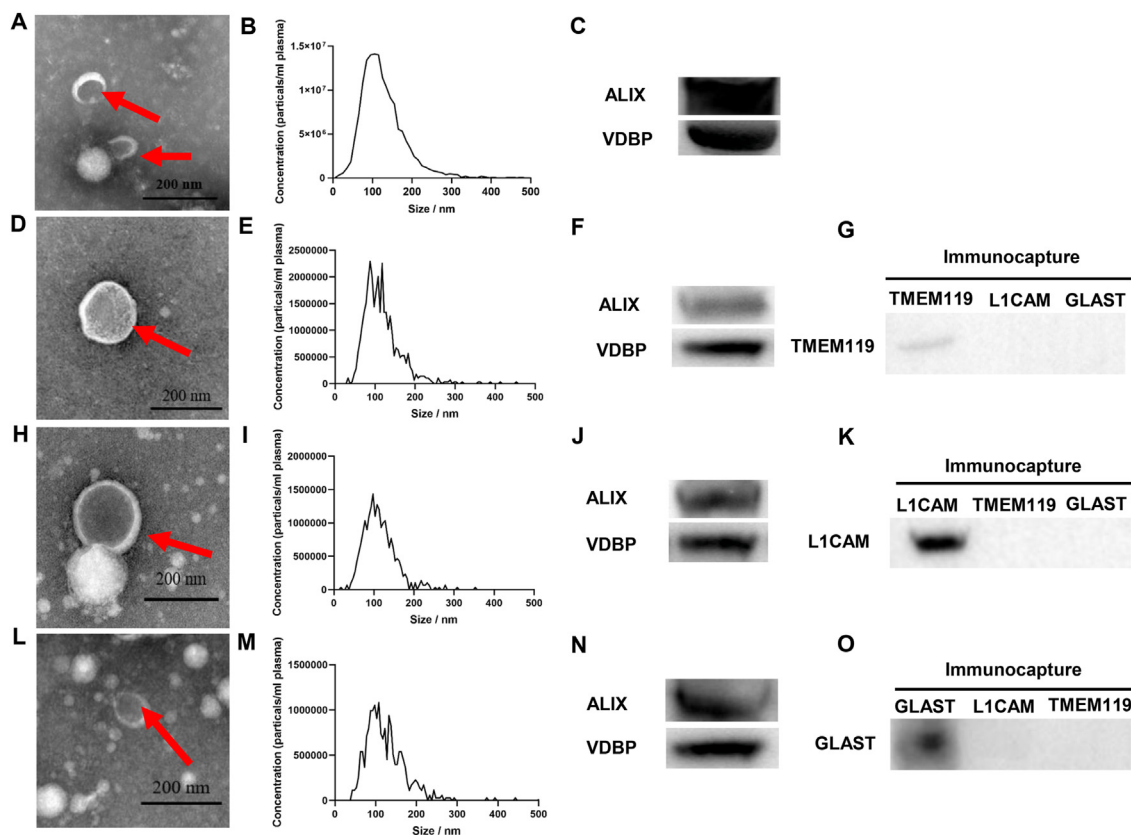 A
200 nm
B
Concentration (particals/ml plasma)
1.5×10⁷
1×10⁷
5×10⁶
0
0 100 200 300 400 500
Size / nm
C
ALIX
VDBP
D
200 nm
E
Concentration (particals/ml plasma)
2500000
2000000
1500000
1000000
500000
0
0 100 200 300 400 500
Size / nm
F
ALIX
VDBP
G
Immunocapture
TMEM119 L1CAM GLAST
TMEM119
H
200 nm
I
Concentration (particals/ml plasma)
2000000
1500000
1000000
500000
0
0 100 200 300 400 500
Size / nm
J
ALIX
VDBP
K
Immunocapture
L1CAM TMEM119 GLAST
L1CAM
L
200 nm
M
Concentration (particals/ml plasma)
1500000
1000000
500000
0
0 100 200 300 400 500
Size / nm
N
ALIX
VDBP
O
Immunocapture
GLAST L1CAM TMEM119
GLAST